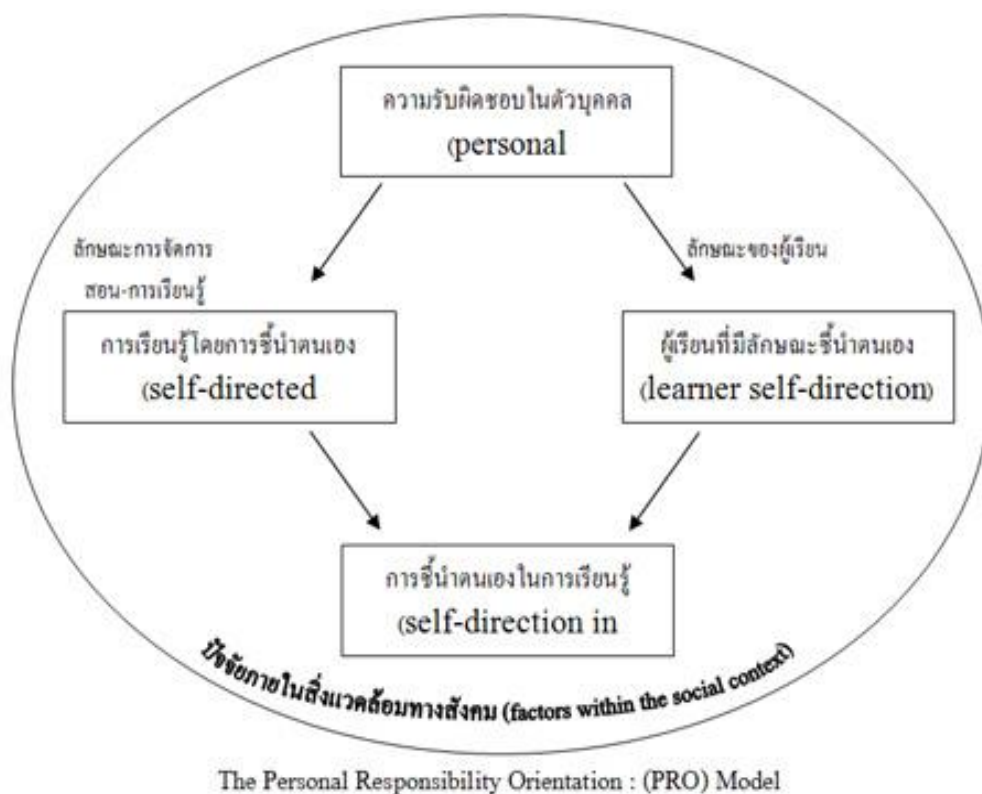 ความรับผิดชอบในตัวบุคคล
(personal
ลักษณะการจัดการ
สอน-การเรียนรู้
ลักษณะของผู้เรียน
การเรียนรู้โดยการชี้นำตนเอง
(self-directed
ผู้เรียนที่มีลักษณะชี้นำตนเอง
(learner self-direction)
การชี้นำตนเองในการเรียนรู้
(self-direction in
ปัจจัยภายในสิ่งแวดล้อมทางสังคม (factors within the social context)
The Personal Responsibility Orientation : (PRO) Model